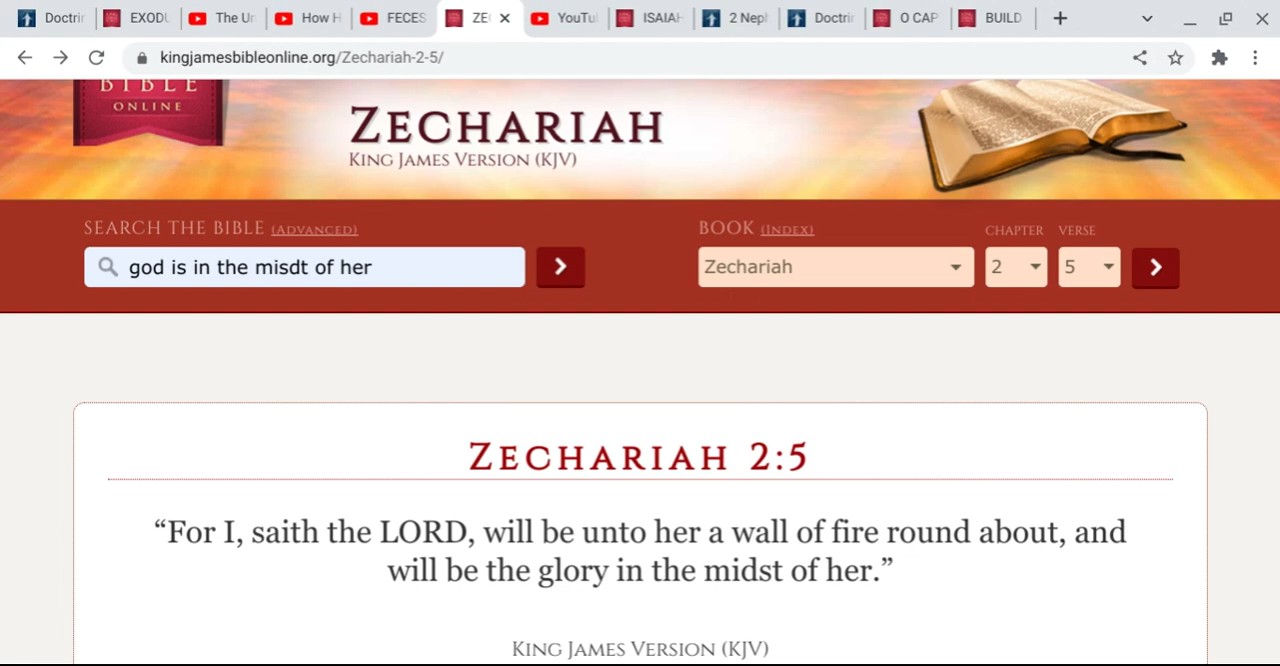 Doctrin EXODU The Un How H FECES ZE YouTu ISAIAH 2 Neph Doctrin O CAP BUILD
kingjamesbibleonline.org/Zechariah-2-5/
BIBLE
ONLINE
ZECHARIAH
KING JAMES VERSION (KJV)
SEARCH THE BIBLE (ADVANCED) BOOK (INDEX) CHAPTER VERSE
god is in the misdt of her Zechariah 2 5
ZECHARIAH 2:5
“For I, saith the LORD, will be unto her a wall of fire round about, and
will be the glory in the midst of her.”
KING JAMES VERSION (KJV)